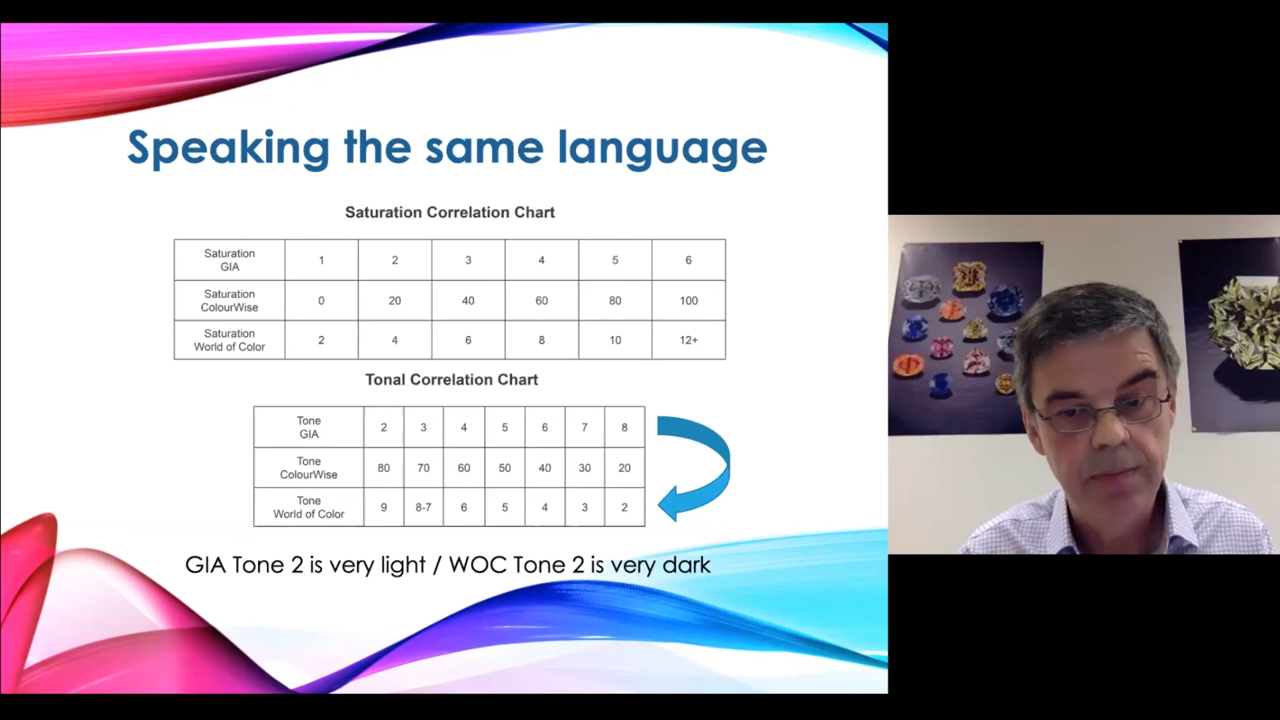 Speaking the same language
Saturation Correlation Chart
Saturation
GIA
1 2 3 4 5 6
Saturation
ColourWise
0 20 40 60 80 100
Saturation
World of Color
2 4 6 8 10 12+
Tonal Correlation Chart
Tone
GIA
2 3 4 5 6 7 8
Tone
ColourWise
80 70 60 50 40 30 20
Tone
World of Color
9 8-7 6 5 4 3 2
GIA Tone 2 is very light / WOC Tone 2 is very dark